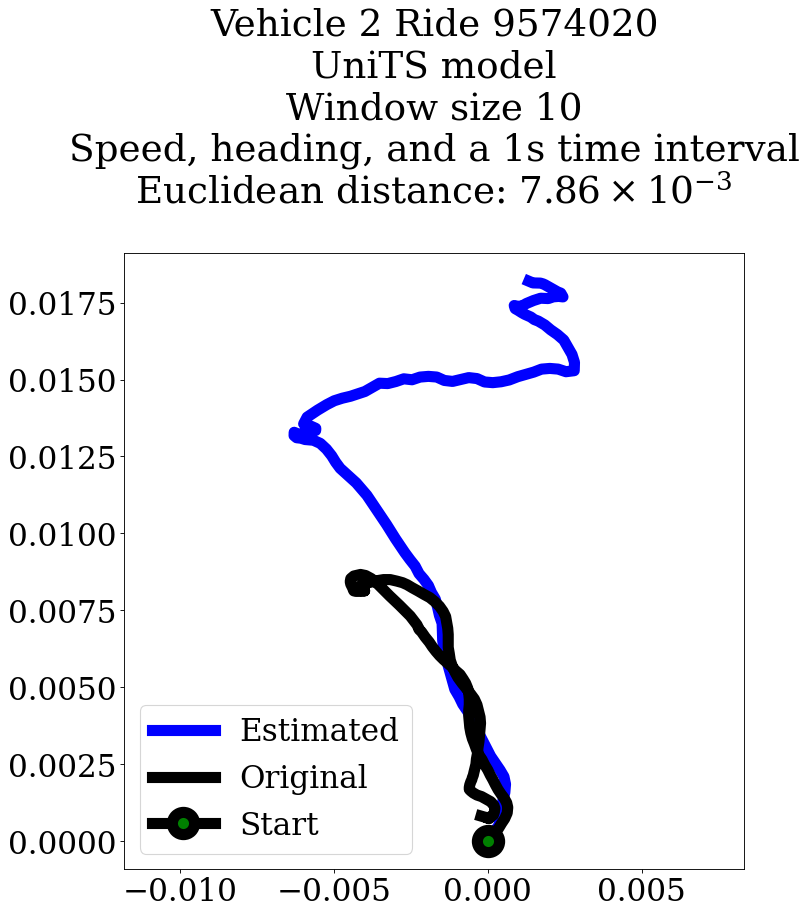 Vehicle 2 Ride 9574020
UniTS model
Window size 10
Speed, heading, and a 1s time interval
Euclidean distance: 7.86 × 10⁻³
0.0175
0.0150
0.0125
0.0100
0.0075
0.0050
0.0025
0.0000
Estimated
Original
Start
−0.010 −0.005 0.000 0.005